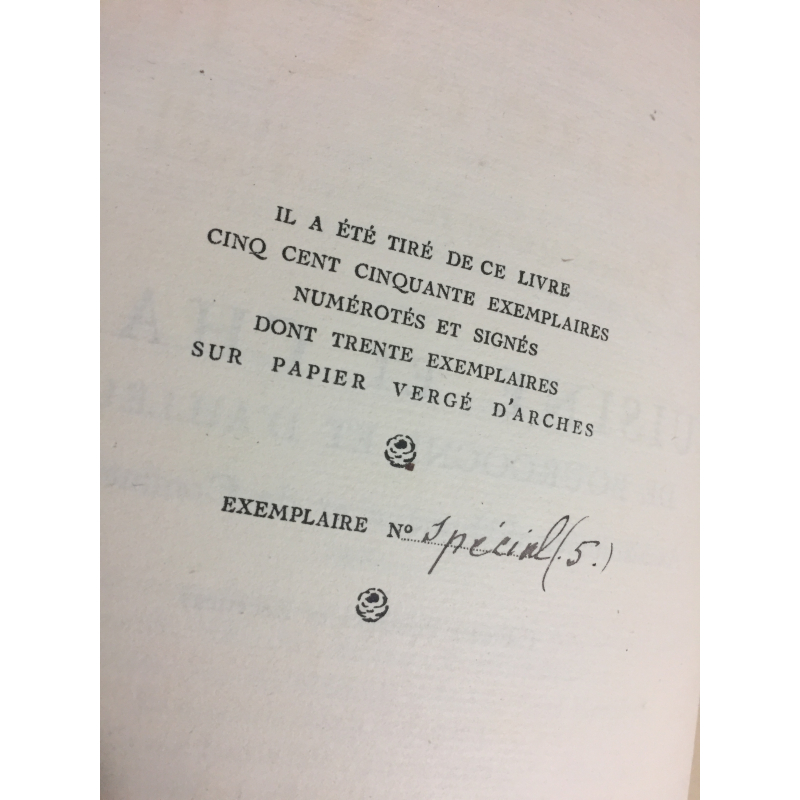 IL A ÉTÉ TIRÉ DE CE LIVRE
CINQ CENT CINQUANTE EXEMPLAIRES
NUMÉROTÉS ET SIGNÉS
DONT TRENTE EXEMPLAIRES
SUR PAPIER VERGÉ D'ARCHES
EXEMPLAIRE Nº Spécial (5.)